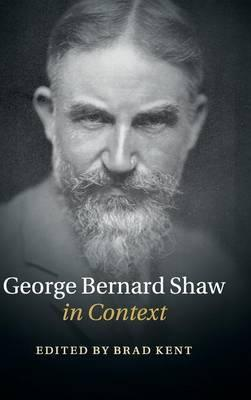 George Bernard Shaw
in Context
EDITED BY BRAD KENT